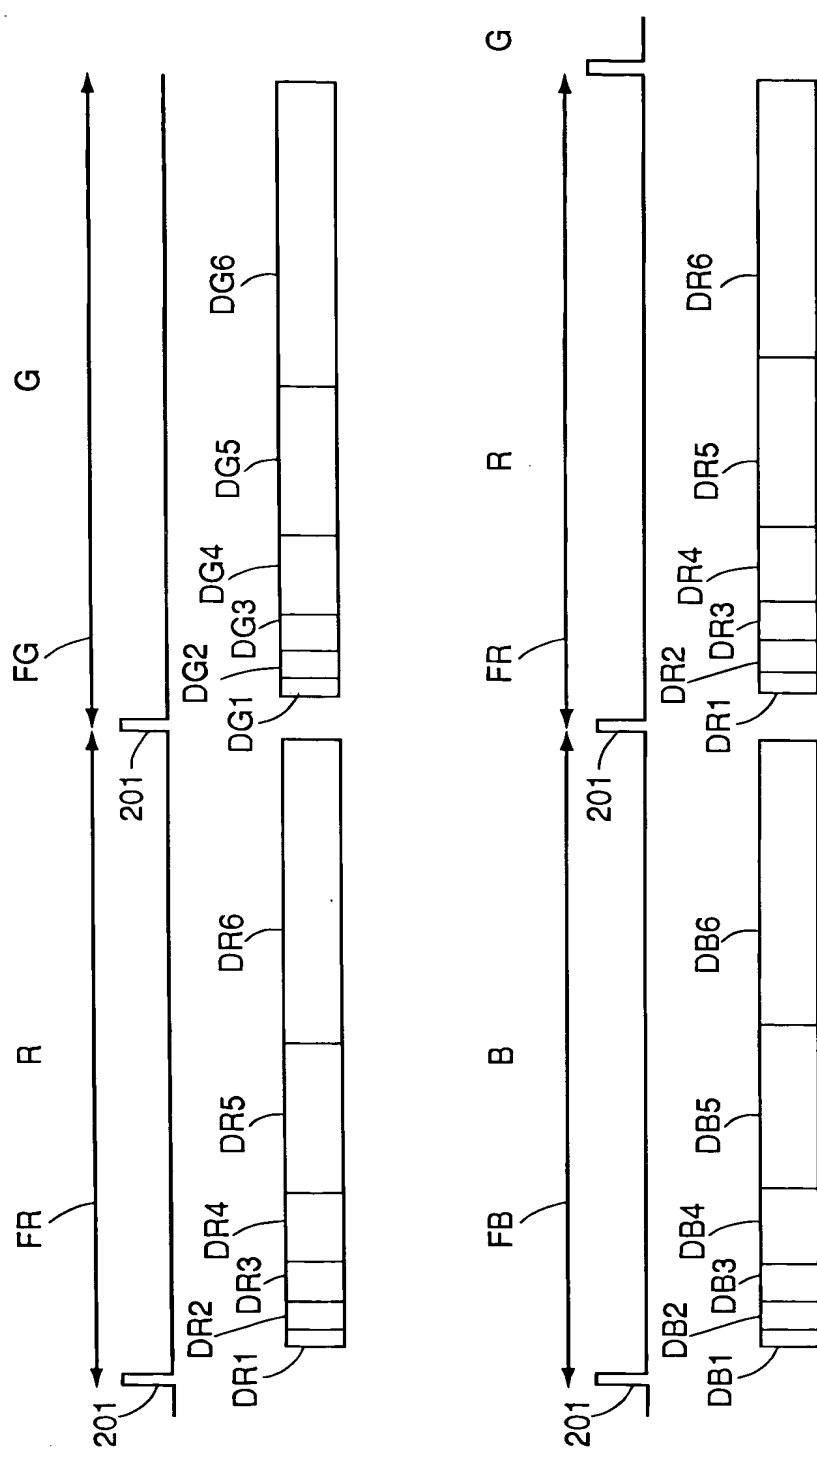 R G
FR FG
201 201
DR1 DR2 DR3 DR4 DR5 DR6 DG1 DG2 DG3 DG4 DG5 DG6
B R G
FB FR
201 201
DB1 DB2 DB3 DB4 DB5 DB6 DR1 DR2 DR3 DR4 DR5 DR6